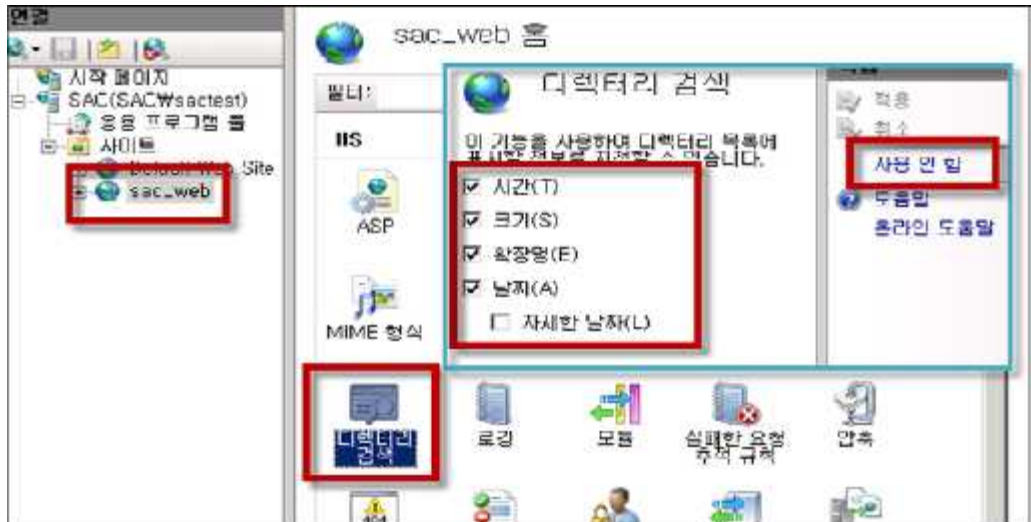 연결
시작 페이지
SAC(SAC₩sactest)
응용 프로그램 풀
사이트
Default Web Site
sac_web
sac_web 홈
필터:
IIS
ASP
MIME 형식
디렉터리 검색
이 기능을 사용하여 디렉터리 목록에
표시할 정보를 지정할 수 있습니다.
시간(T)
크기(S)
확장명(E)
날짜(A)
자세한 날짜(L)
작업
적용
취소
사용 안 함
도움말
온라인 도움말
디렉터리
검색
로깅
모듈
실패한 요청
추적 규칙
압축
404